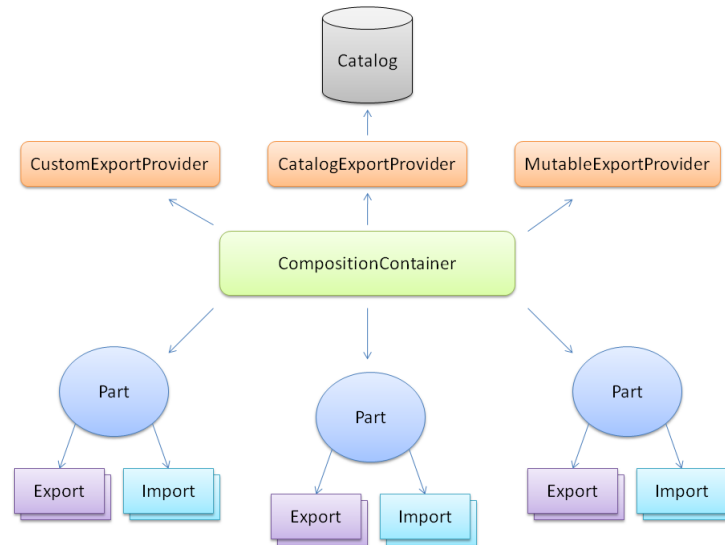 Catalog
CustomExportProvider
CatalogExportProvider
MutableExportProvider
CompositionContainer
Part
Part
Part
Export
Import
Export
Import
Export
Import